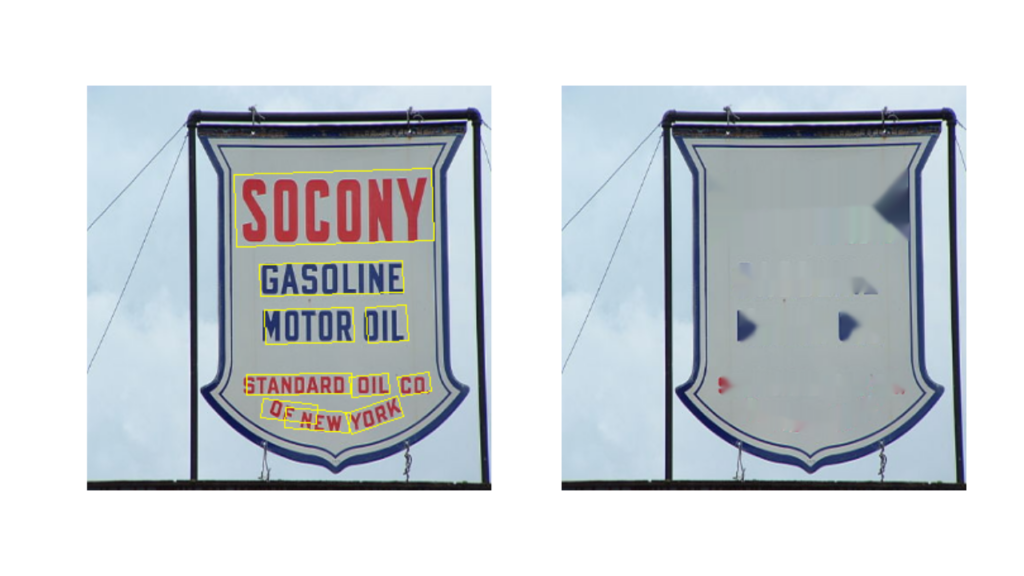 SOCONY
GASOLINE
MOTOR OIL
STANDARD OIL CO.
OF NEW YORK